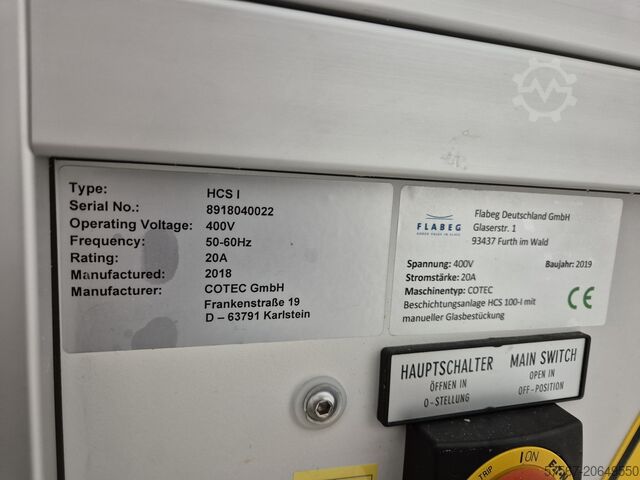 Type: HCS I
Serial No.: 8918040022
Operating Voltage: 400V
Frequency: 50-60Hz
Rating: 20A
Manufactured: 2018
Manufacturer: COTEC GmbH
Frankenstraße 19
D – 63791 Karlstein
FLABEG
Flabeg Deutschland GmbH
Glaserstr. 1
93437 Furth im Wald
Spannung: 400V Baujahr: 2019
Stromstärke: 20A
Maschinentyp: COTEC
Beschichtungsanlage HCS 100-I mit
manueller Glasbestückung
CE
HAUPTSCHALTER
ÖFFNEN IN
0-STELLUNG
MAIN SWITCH
OPEN IN
OFF-POSITION
TRIP
I ON